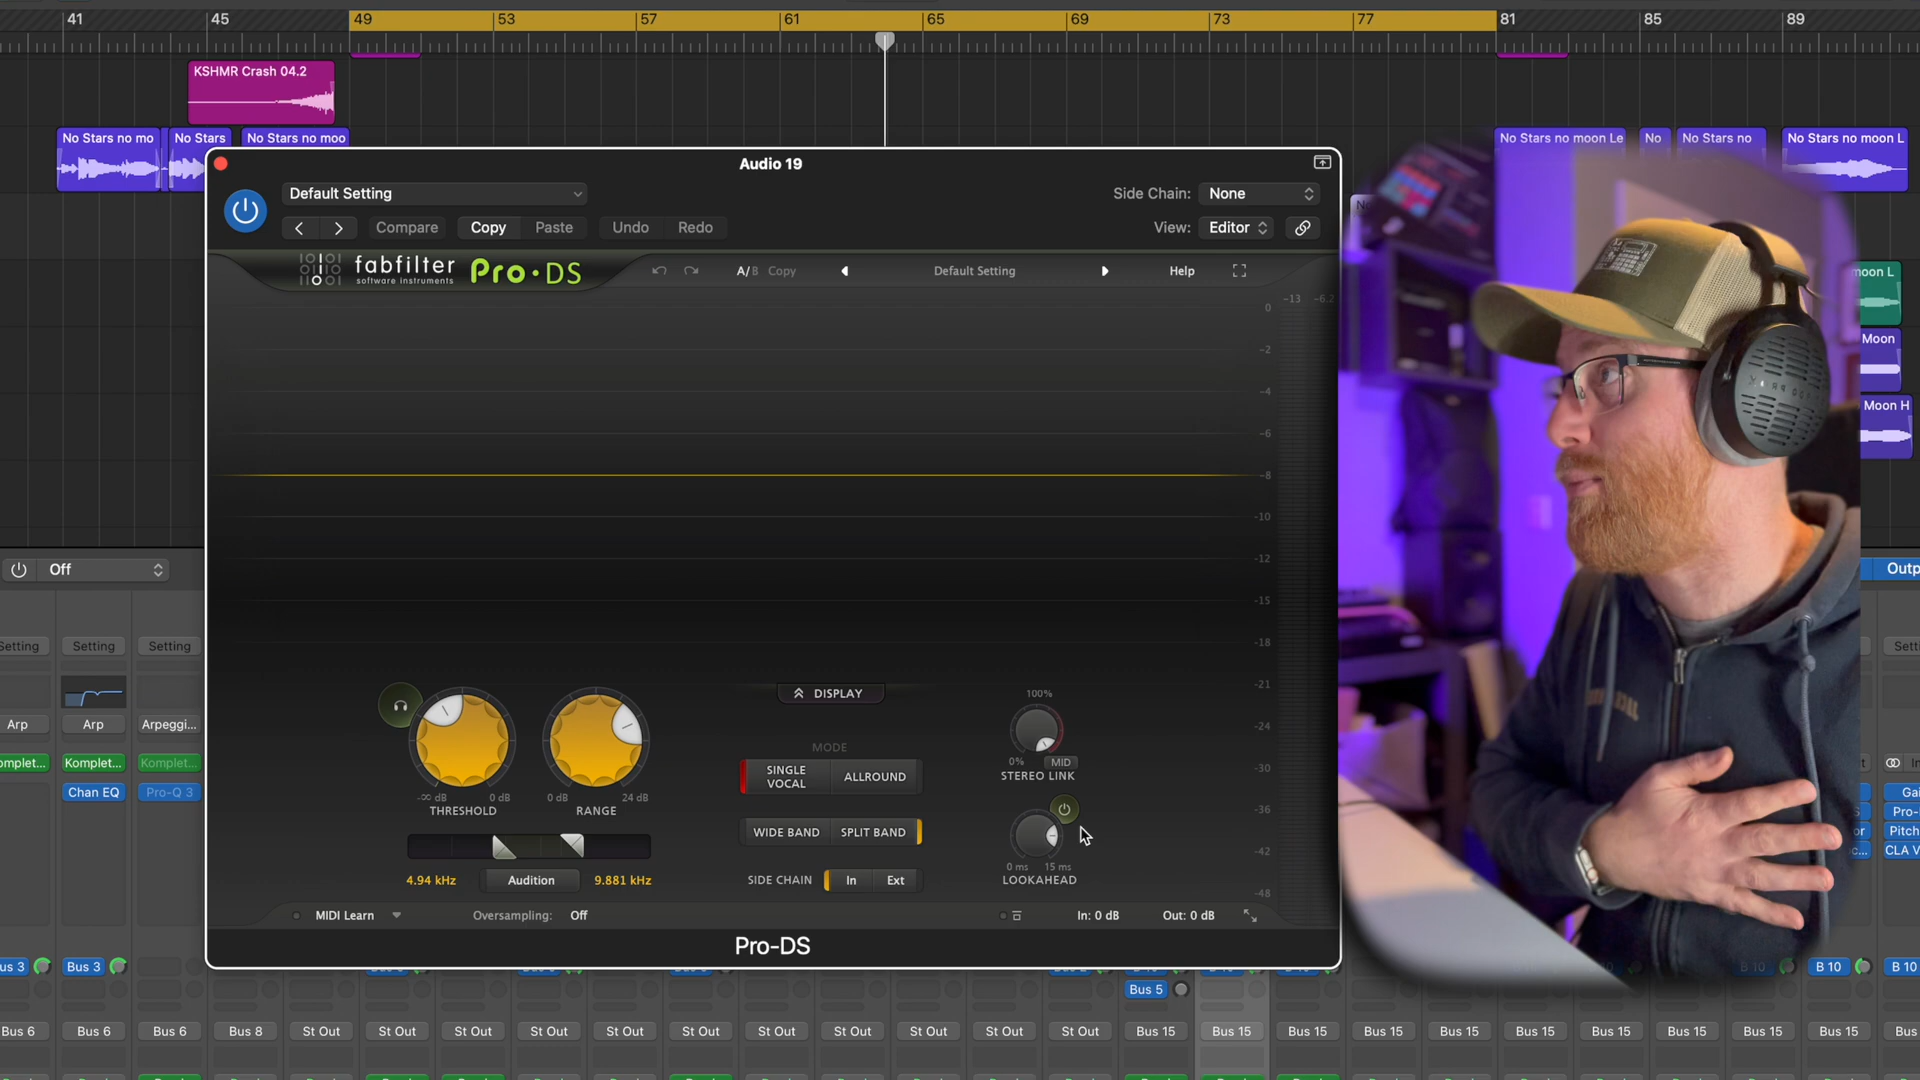 41 45 49 53 57 61 65 69 73 77 81 85 89
KSHMR Crash 04.2
No Stars no mo No Stars No Stars no moo No Stars no moon Le No No Stars no No Stars no moon L
Audio 19
Default Setting Side Chain: None
Compare Copy Paste Undo Redo View: Editor
fabfilter Pro·DS A/B Copy Default Setting Help
software instruments
-13 -6.2
0
-2
-4
-6
-8
-10
-12
-15
-18
-21
-24
-30
-36
-42
-48
moon L
Moon
Moon H
Off
Outp
Setting Setting Setting
Arp Arp Arpeggi...
omplet... Komplet... Komplet...
Chan EQ Pro-Q 3
DISPLAY
100%
MODE
SINGLE VOCAL ALLROUND
0% MID
STEREO LINK
-∞ dB 0 dB 0 dB 24 dB
THRESHOLD RANGE
WIDE BAND SPLIT BAND
0 ms 15 ms
LOOKAHEAD
4.94 kHz Audition 9.881 kHz
SIDE CHAIN In Ext
MIDI Learn Oversampling: Off In: 0 dB Out: 0 dB
Pro-DS
Gai
Pro-
Pitch
CLA V
us 3 Bus 3 B 10 B 10 B 10
Bus 5
Bus 6 Bus 6 Bus 6 Bus 8 St Out St Out St Out St Out St Out St Out St Out St Out St Out St Out St Out Bus 15 Bus 15 Bus 15 Bus 15 Bus 15 Bus 15 Bus 15 Bus 15 Bus 15 Bus 15 Bus